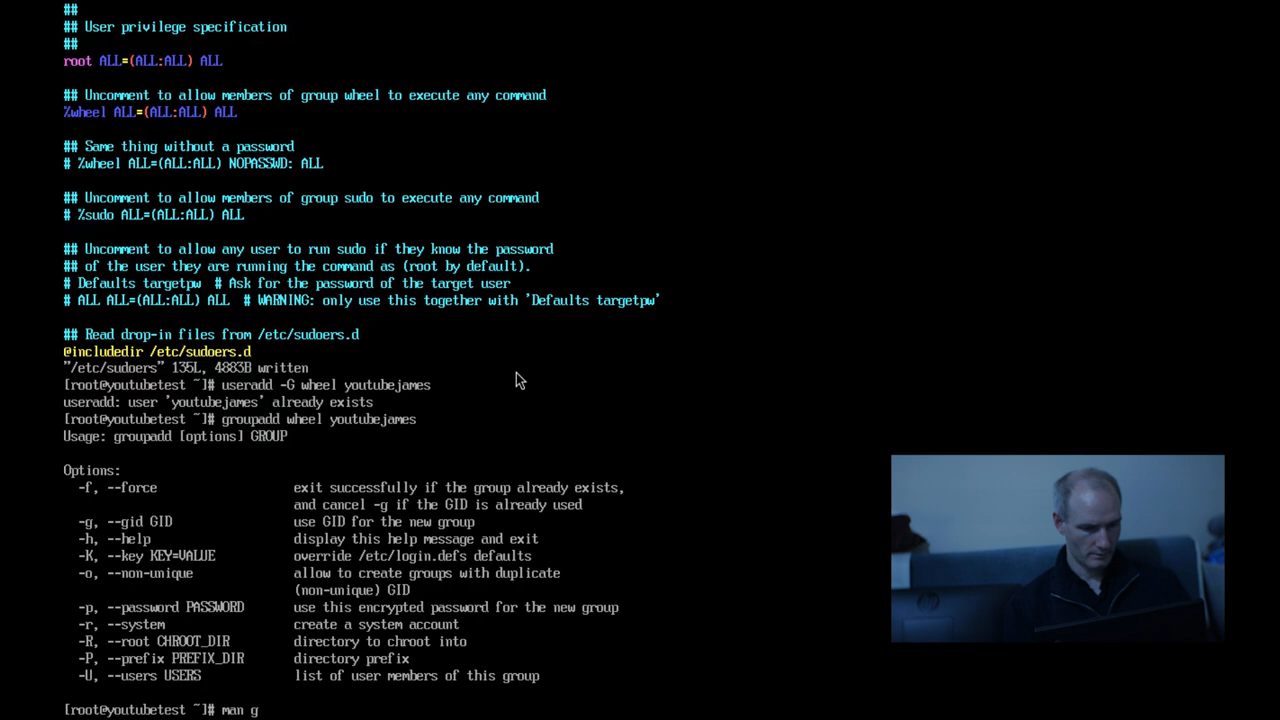 ##
## User privilege specification
##
root ALL=(ALL:ALL) ALL
## Uncomment to allow members of group wheel to execute any command
%wheel ALL=(ALL:ALL) ALL
## Same thing without a password
# %wheel ALL=(ALL:ALL) NOPASSWD: ALL
## Uncomment to allow members of group sudo to execute any command
# %sudo ALL=(ALL:ALL) ALL
## Uncomment to allow any user to run sudo if they know the password
## of the user they are running the command as (root by default).
# Defaults targetpw  # Ask for the password of the target user
# ALL ALL=(ALL:ALL) ALL  # WARNING: only use this together with 'Defaults targetpw'
## Read drop-in files from /etc/sudoers.d
@includedir /etc/sudoers.d
"/etc/sudoers" 135L, 4883B written
[root@youtubetest ~]# useradd -G wheel youtubejames
useradd: user 'youtubejames' already exists
[root@youtubetest ~]# groupadd wheel youtubejames
Usage: groupadd [options] GROUP
Options:
-f, --force                   exit successfully if the group already exists,
and cancel -g if the GID is already used
-g, --gid GID                 use GID for the new group
-h, --help                    display this help message and exit
-K, --key KEY=VALUE           override /etc/login.defs defaults
-o, --non-unique              allow to create groups with duplicate
(non-unique) GID
-p, --password PASSWORD       use this encrypted password for the new group
-r, --system                  create a system account
-R, --root CHROOT_DIR         directory to chroot into
-P, --prefix PREFIX_DIR       directory prefix
-U, --users USERS             list of user members of this group
[root@youtubetest ~]# man g